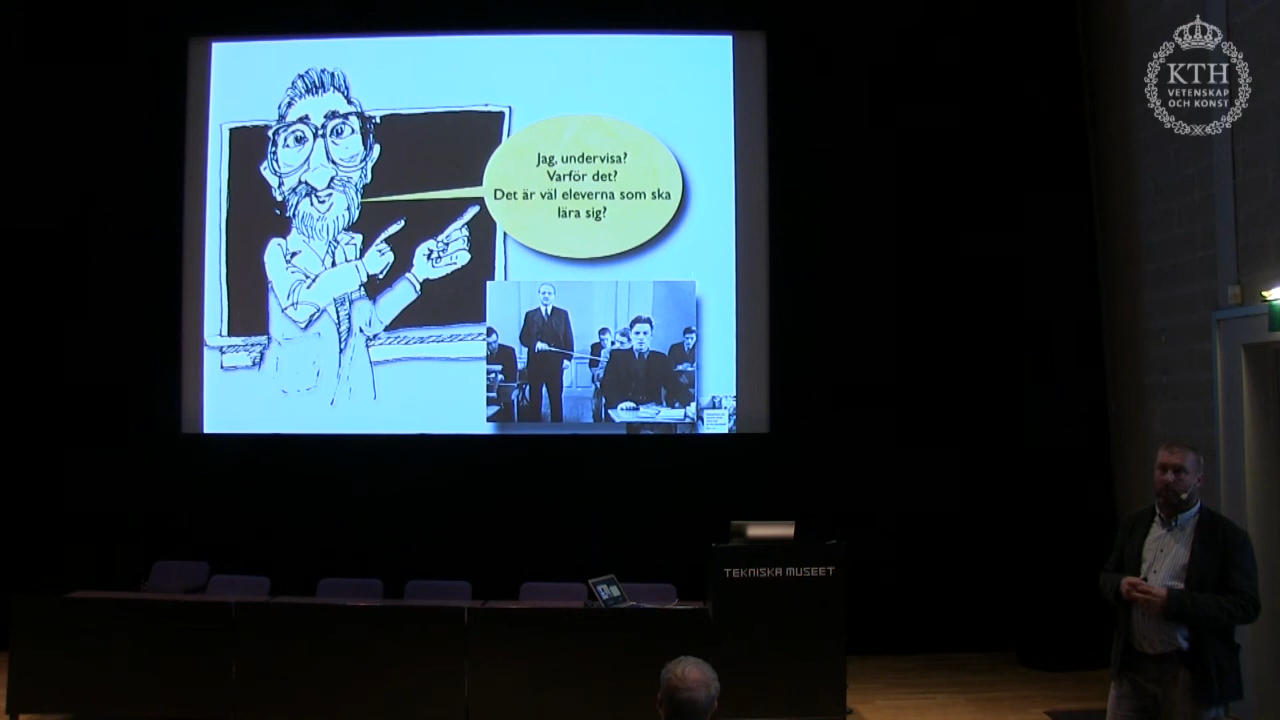 Jag, undervisa?
Varför det?
Det är väl eleverna som ska
lära sig?
KTH
VETENSKAP
OCH KONST
TEKNISKA MUSEET